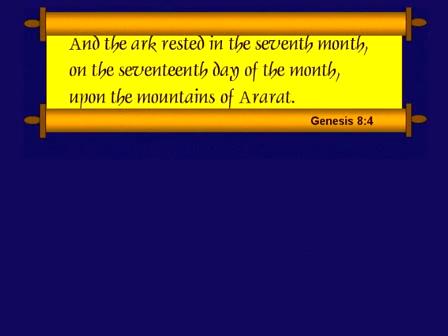 And the ark rested in the seventh month,
on the seventeenth day of the month,
upon the mountains of Ararat.
Genesis 8:4